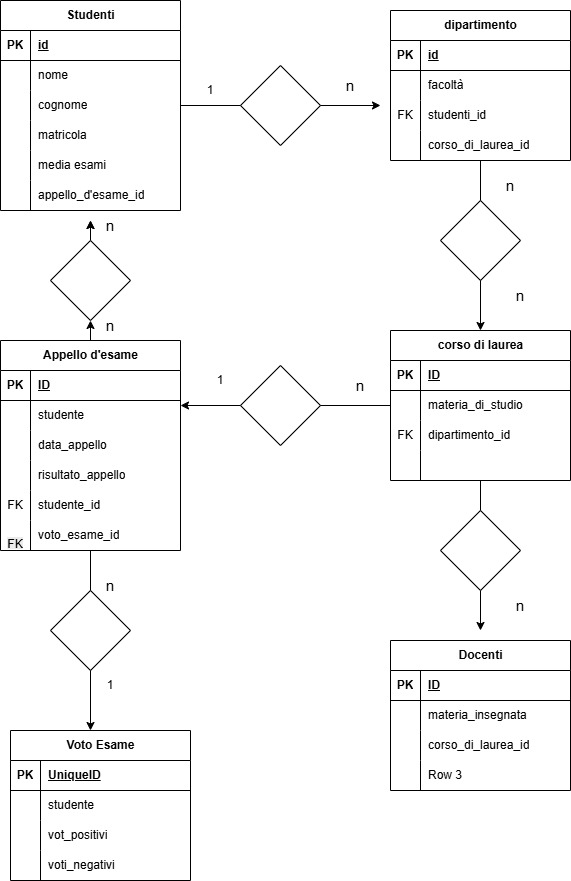 Studenti
PK id
nome
cognome
matricola
media esami
appello_d'esame_id
1
n
dipartimento
PK id
facoltà
FK studenti_id
corso_di_laurea_id
n
n
n
n
Appello d'esame
PK ID
studente
data_appello
risultato_appello
FK studente_id
FK voto_esame_id
1
n
corso di laurea
PK ID
materia_di_studio
FK dipartimento_id
n
1
n
Docenti
PK ID
materia_insegnata
corso_di_laurea_id
Row 3
Voto Esame
PK UniqueID
studente
vot_positivi
voti_negativi